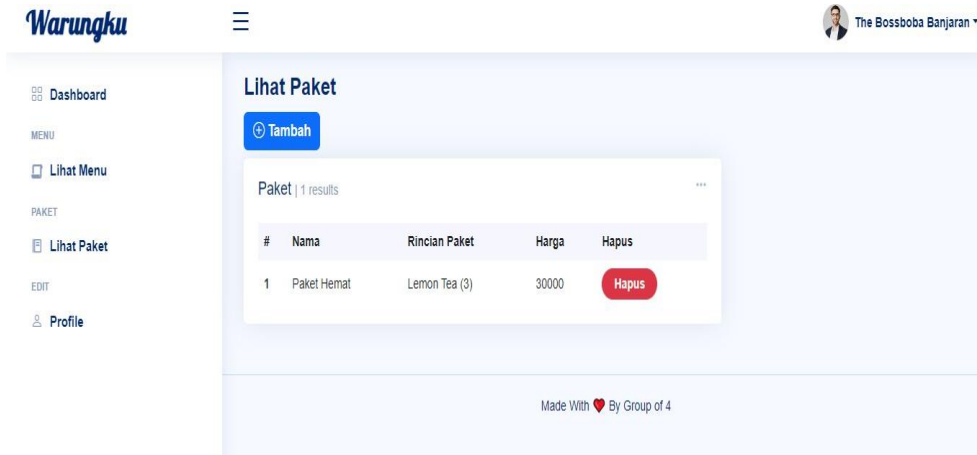 Warungku
The Bossboba Banjaran
Dashboard
MENU
Lihat Menu
PAKET
Lihat Paket
EDIT
Profile
Lihat Paket
Tambah
Paket | 1 results
# Nama Rincian Paket Harga Hapus
1 Paket Hemat Lemon Tea (3) 30000 Hapus
Made With ❤ By Group of 4